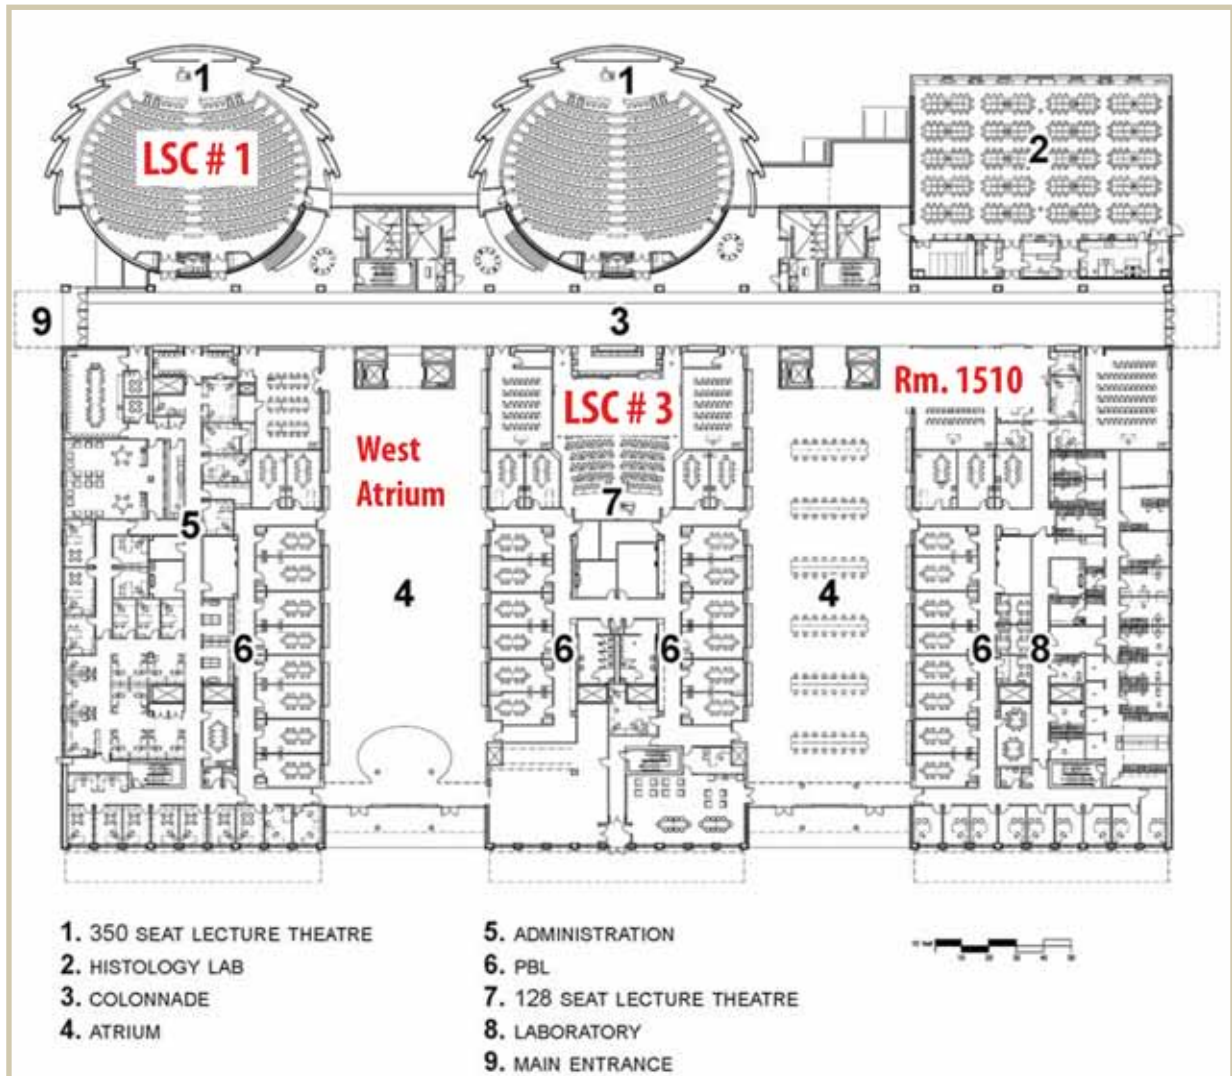 1
1
LSC # 1
2
9
3
Rm. 1510
LSC # 3
West
Atrium
7
5
4
4
6
6
6
6
8
1. 350 SEAT LECTURE THEATRE
2. HISTOLOGY LAB
3. COLONNADE
4. ATRIUM
5. ADMINISTRATION
6. PBL
7. 128 SEAT LECTURE THEATRE
8. LABORATORY
9. MAIN ENTRANCE